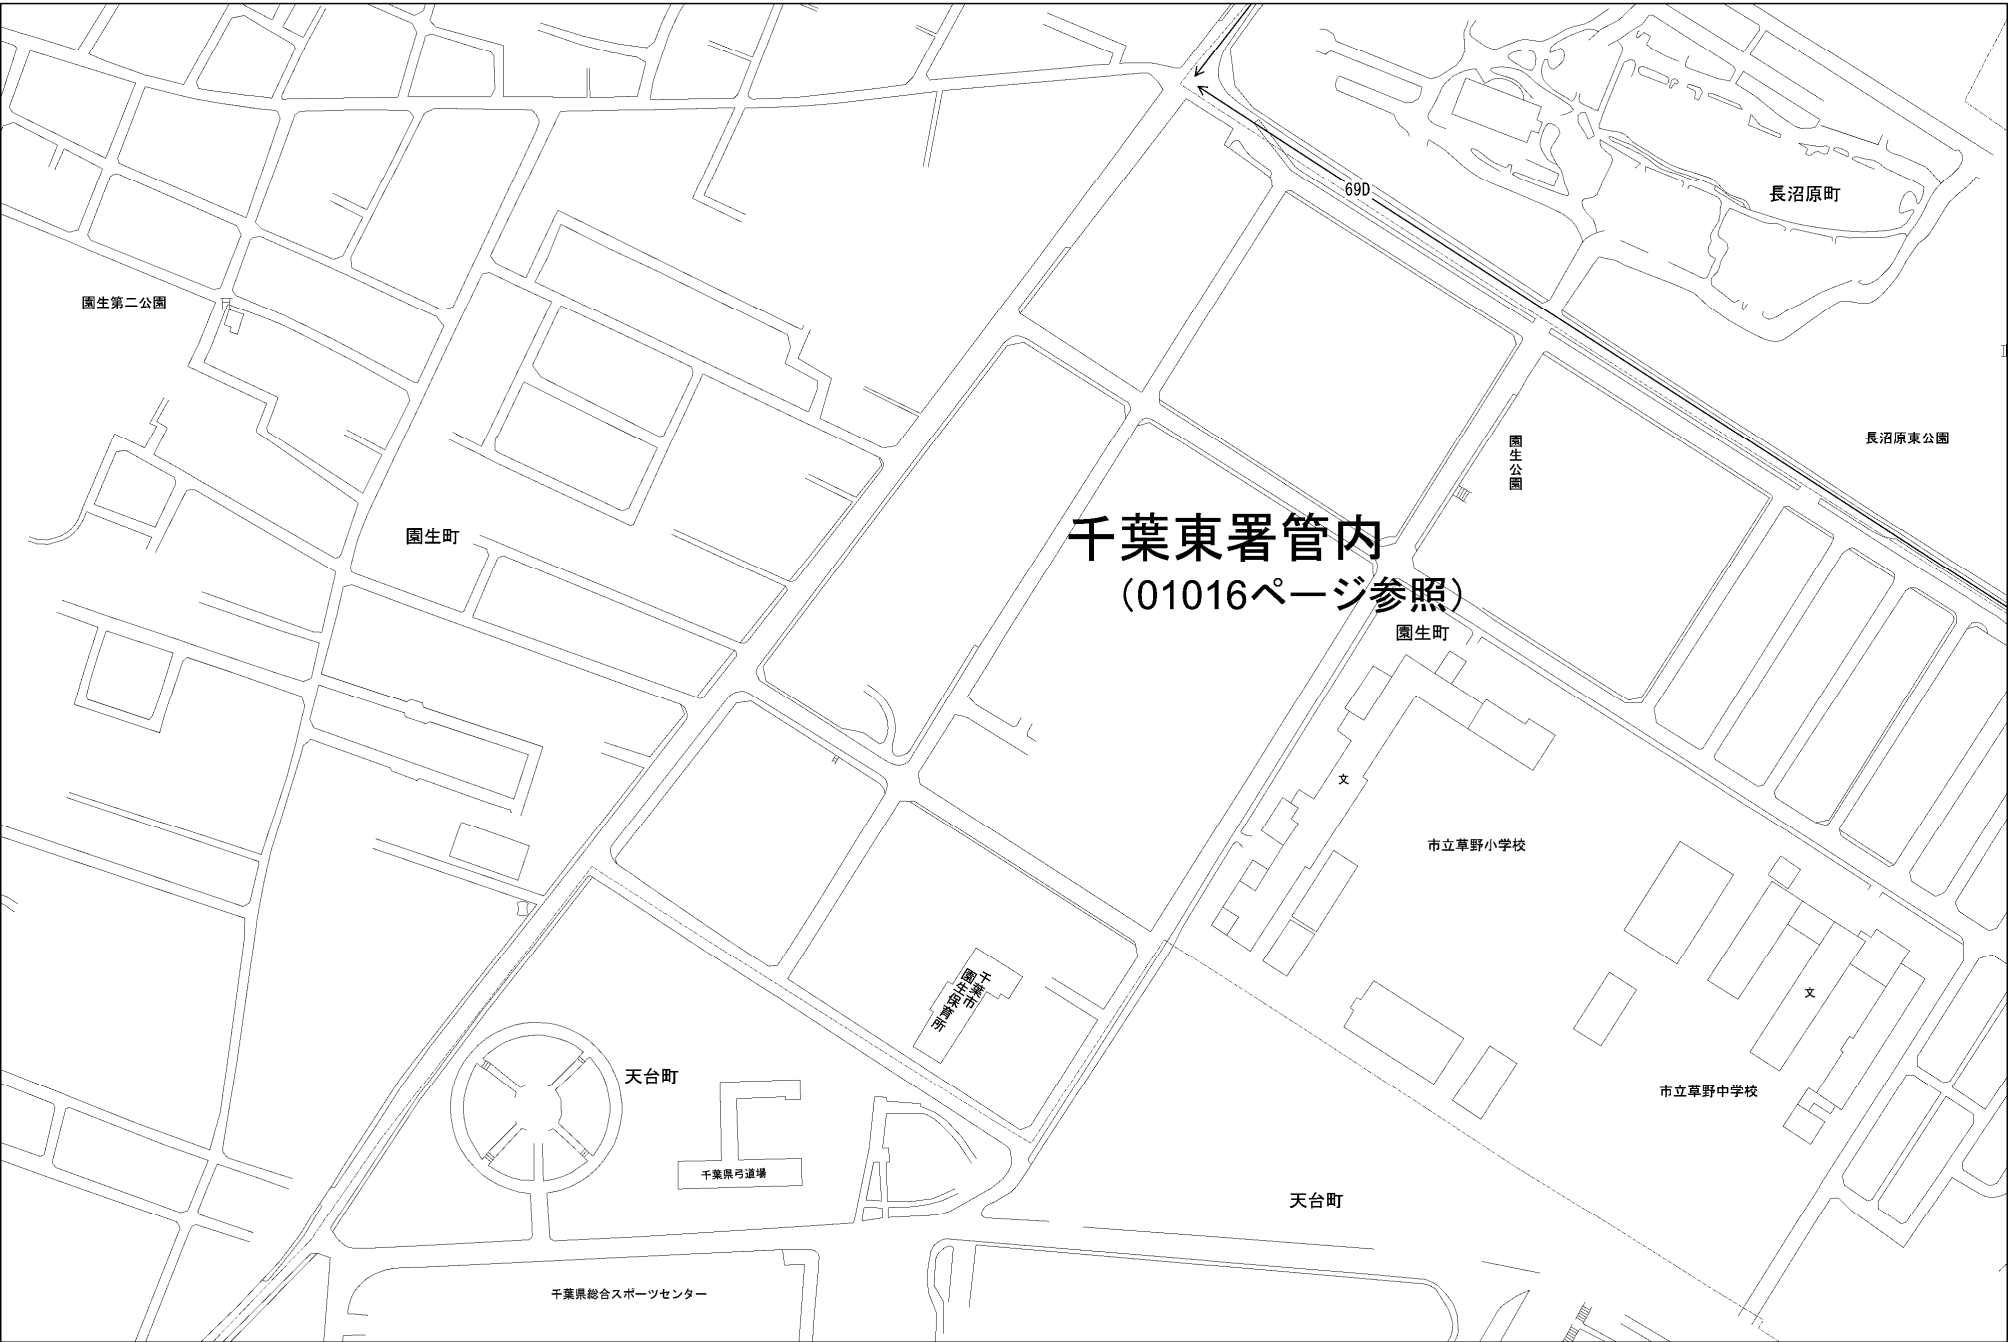 69D
長沼原町
園生第二公園
長沼原東公園
園生公園
千葉東署管内
園生町
（01016ページ参照）
園生町
文
市立草野小学校
千葉市
園生保育所
文
天台町
市立草野中学校
千葉県弓道場
天台町
千葉県総合スポーツセンター